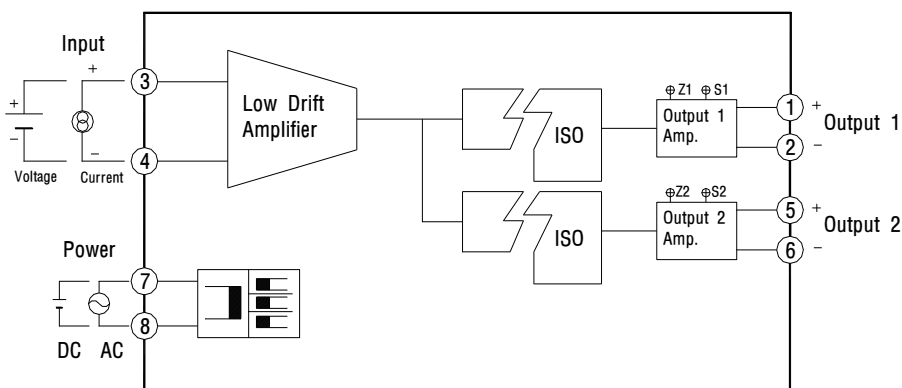 Input
+
3
+
−
−
4
Voltage
Current
Low Drift
Amplifier
ISO
Z1
S1
Output 1
Amp.
1
+
2
−
Output 1
ISO
Z2
S2
Output 2
Amp.
5
+
6
−
Output 2
Power
7
8
DC
AC